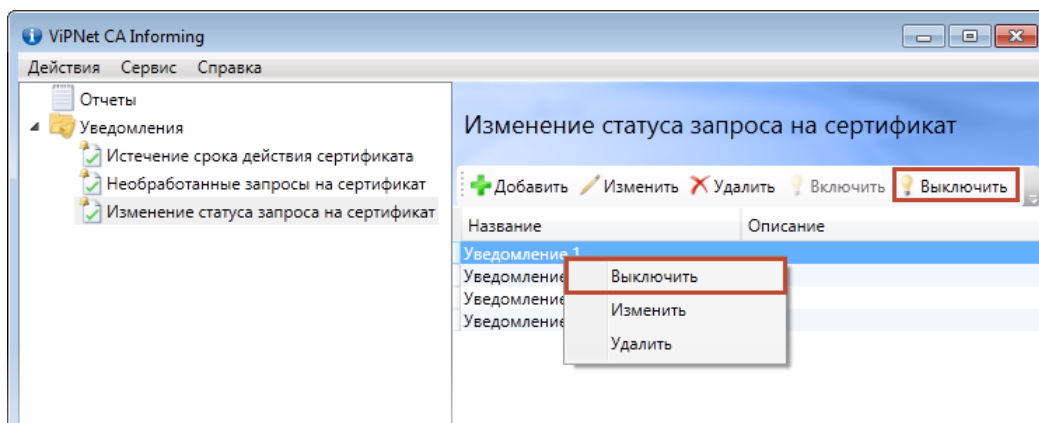 ViPNet CA Informing
Действия Сервис Справка
Отчеты
Уведомления
Истечение срока действия сертификата
Необработанные запросы на сертификат
Изменение статуса запроса на сертификат
Изменение статуса запроса на сертификат
Добавить Изменить Удалить Включить Выключить
Название Описание
Уведомление 1
Уведомление
Уведомление
Уведомление
Выключить
Изменить
Удалить